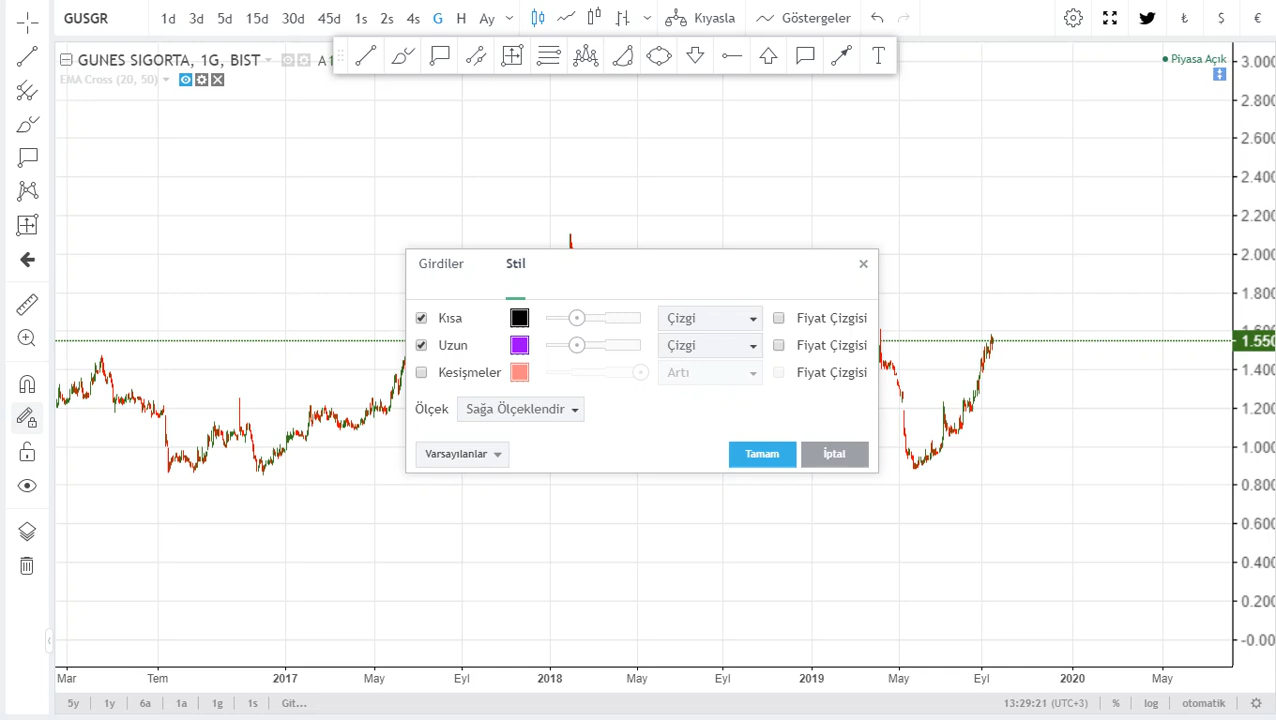 GUSGR 1d 3d 5d 15d 30d 45d 1s 2s 4s G H Ay Kıyasla Göstergeler ₺ $ €
GUNES SIGORTA, 1G, BIST
EMA Cross (20, 50)
Piyasa Açık
3.000
2.800
2.600
2.400
2.200
2.000
1.800
1.600
1.550
1.400
1.200
1.000
0.800
0.600
0.400
0.200
-0.00
Girdiler Stil
Kısa Çizgi Fiyat Çizgisi
Uzun Çizgi Fiyat Çizgisi
Kesişmeler Artı Fiyat Çizgisi
Ölçek Sağa Ölçeklendir
Varsayılanlar Tamam İptal
Mar Tem 2017 May Eyl 2018 May Eyl 2019 May Eyl 2020 May
5y 1y 6a 1a 1g 1s Git... 13:29:21 (UTC+3) % log otomatik